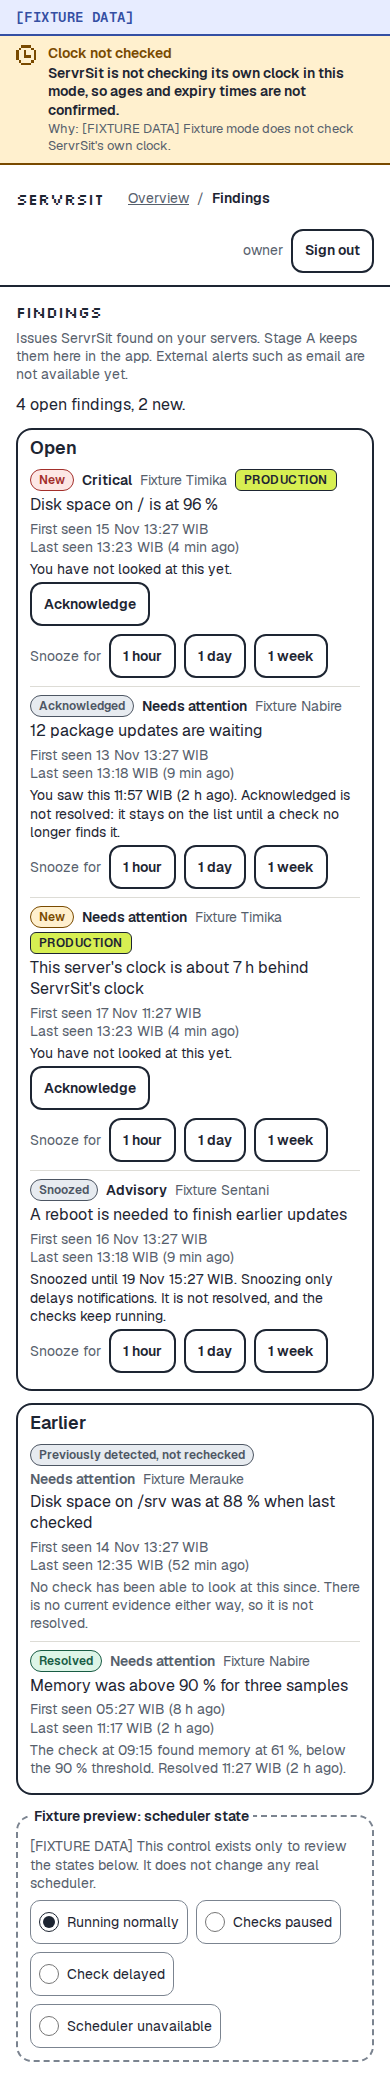 [FIXTURE DATA]
Clock not checked
ServrSit is not checking its own clock in this
mode, so ages and expiry times are not
confirmed.
Why: [FIXTURE DATA] Fixture mode does not check
ServrSit's own clock.
SERVRSIT Overview / Findings
owner Sign out
FINDINGS
Issues ServrSit found on your servers. Stage A keeps
them here in the app. External alerts such as email are
not available yet.
4 open findings, 2 new.
Open
New Critical Fixture Timika PRODUCTION
Disk space on / is at 96 %
First seen 15 Nov 13:27 WIB
Last seen 13:23 WIB (4 min ago)
You have not looked at this yet.
Acknowledge
Snooze for 1 hour 1 day 1 week
Acknowledged Needs attention Fixture Nabire
12 package updates are waiting
First seen 13 Nov 13:27 WIB
Last seen 13:18 WIB (9 min ago)
You saw this 11:57 WIB (2 h ago). Acknowledged is
not resolved: it stays on the list until a check no
longer finds it.
Snooze for 1 hour 1 day 1 week
New Needs attention Fixture Timika
PRODUCTION
This server's clock is about 7 h behind
ServrSit's clock
First seen 17 Nov 11:27 WIB
Last seen 13:23 WIB (4 min ago)
You have not looked at this yet.
Acknowledge
Snooze for 1 hour 1 day 1 week
Snoozed Advisory Fixture Sentani
A reboot is needed to finish earlier updates
First seen 16 Nov 13:27 WIB
Last seen 13:18 WIB (9 min ago)
Snoozed until 19 Nov 15:27 WIB. Snoozing only
delays notifications. It is not resolved, and the
checks keep running.
Snooze for 1 hour 1 day 1 week
Earlier
Previously detected, not rechecked
Needs attention Fixture Merauke
Disk space on /srv was at 88 % when last
checked
First seen 14 Nov 13:27 WIB
Last seen 12:35 WIB (52 min ago)
No check has been able to look at this since. There
is no current evidence either way, so it is not
resolved.
Resolved Needs attention Fixture Nabire
Memory was above 90 % for three samples
First seen 05:27 WIB (8 h ago)
Last seen 11:17 WIB (2 h ago)
The check at 09:15 found memory at 61 %, below
the 90 % threshold. Resolved 11:27 WIB (2 h ago).
Fixture preview: scheduler state
[FIXTURE DATA] This control exists only to review
the states below. It does not change any real
scheduler.
Running normally Checks paused
Check delayed
Scheduler unavailable